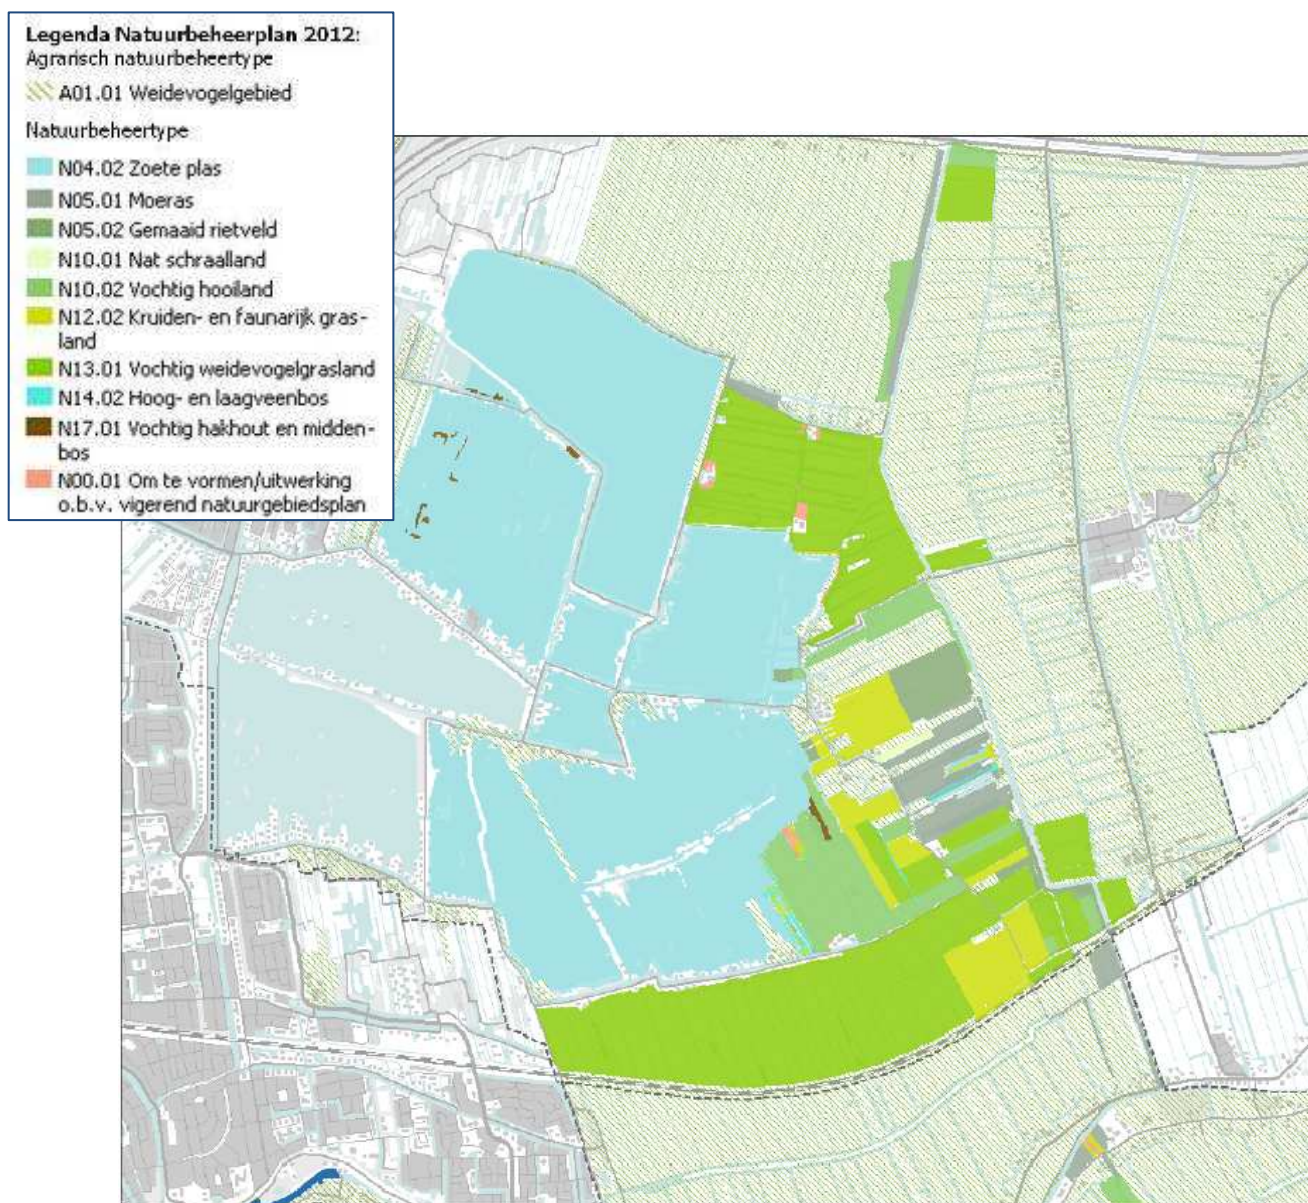 Legenda Natuurbeheerplan 2012:
Agrarisch natuurbeheertype
A01.01 Weidevogelgebied
Natuurbeheertype
N04.02 Zoete plas
N05.01 Moeras
N05.02 Gemaaid rietveld
N10.01 Nat schraalland
N10.02 Vochtig hooiland
N12.02 Kruiden- en faunarijk gras-
land
N13.01 Vochtig weidevogelgrasland
N14.02 Hoog- en laagveenbos
N17.01 Vochtig hakhout en midden-
bos
N00.01 Om te vormen/uitwerking
o.b.v. vigerend natuurgebiedsplan